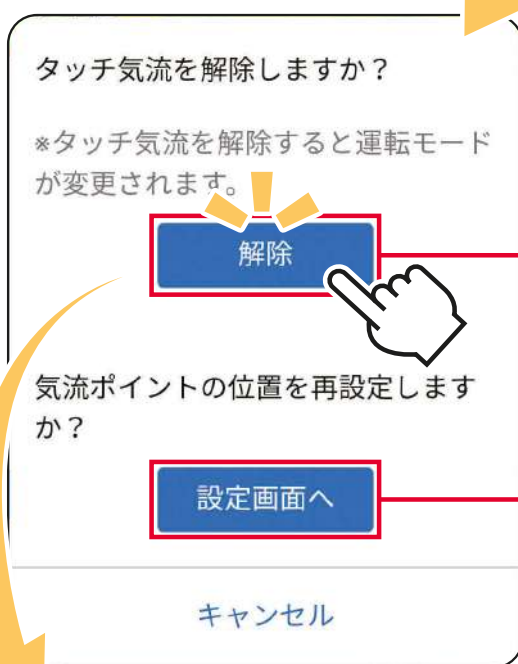 タッチ気流を解除しますか？
※タッチ気流を解除すると運転モード
が変更されます。
解除
気流ポイントの位置を再設定します
か？
設定画面へ
キャンセル